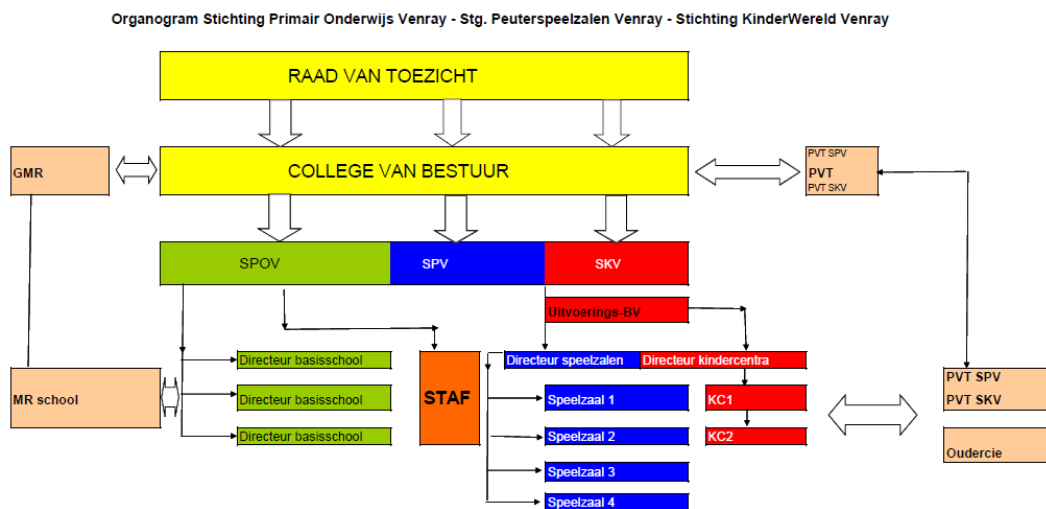 Organogram Stichting Primair Onderwijs Venray - Stg. Peuterspeelzalen Venray - Stichting KinderWereld Venray
RAAD VAN TOEZICHT
GMR
COLLEGE VAN BESTUUR
PVT SPV
PVT
PVT SKV
SPOV
SPV
SKV
Uitvoerings-BV
Directeur basisschool
STAF
Directeur speelzalen
Directeur kindercentra
MR school
Directeur basisschool
Speelzaal 1
KC1
PVT SPV
PVT SKV
Directeur basisschool
Speelzaal 2
KC2
Oudercie
Speelzaal 3
Speelzaal 4